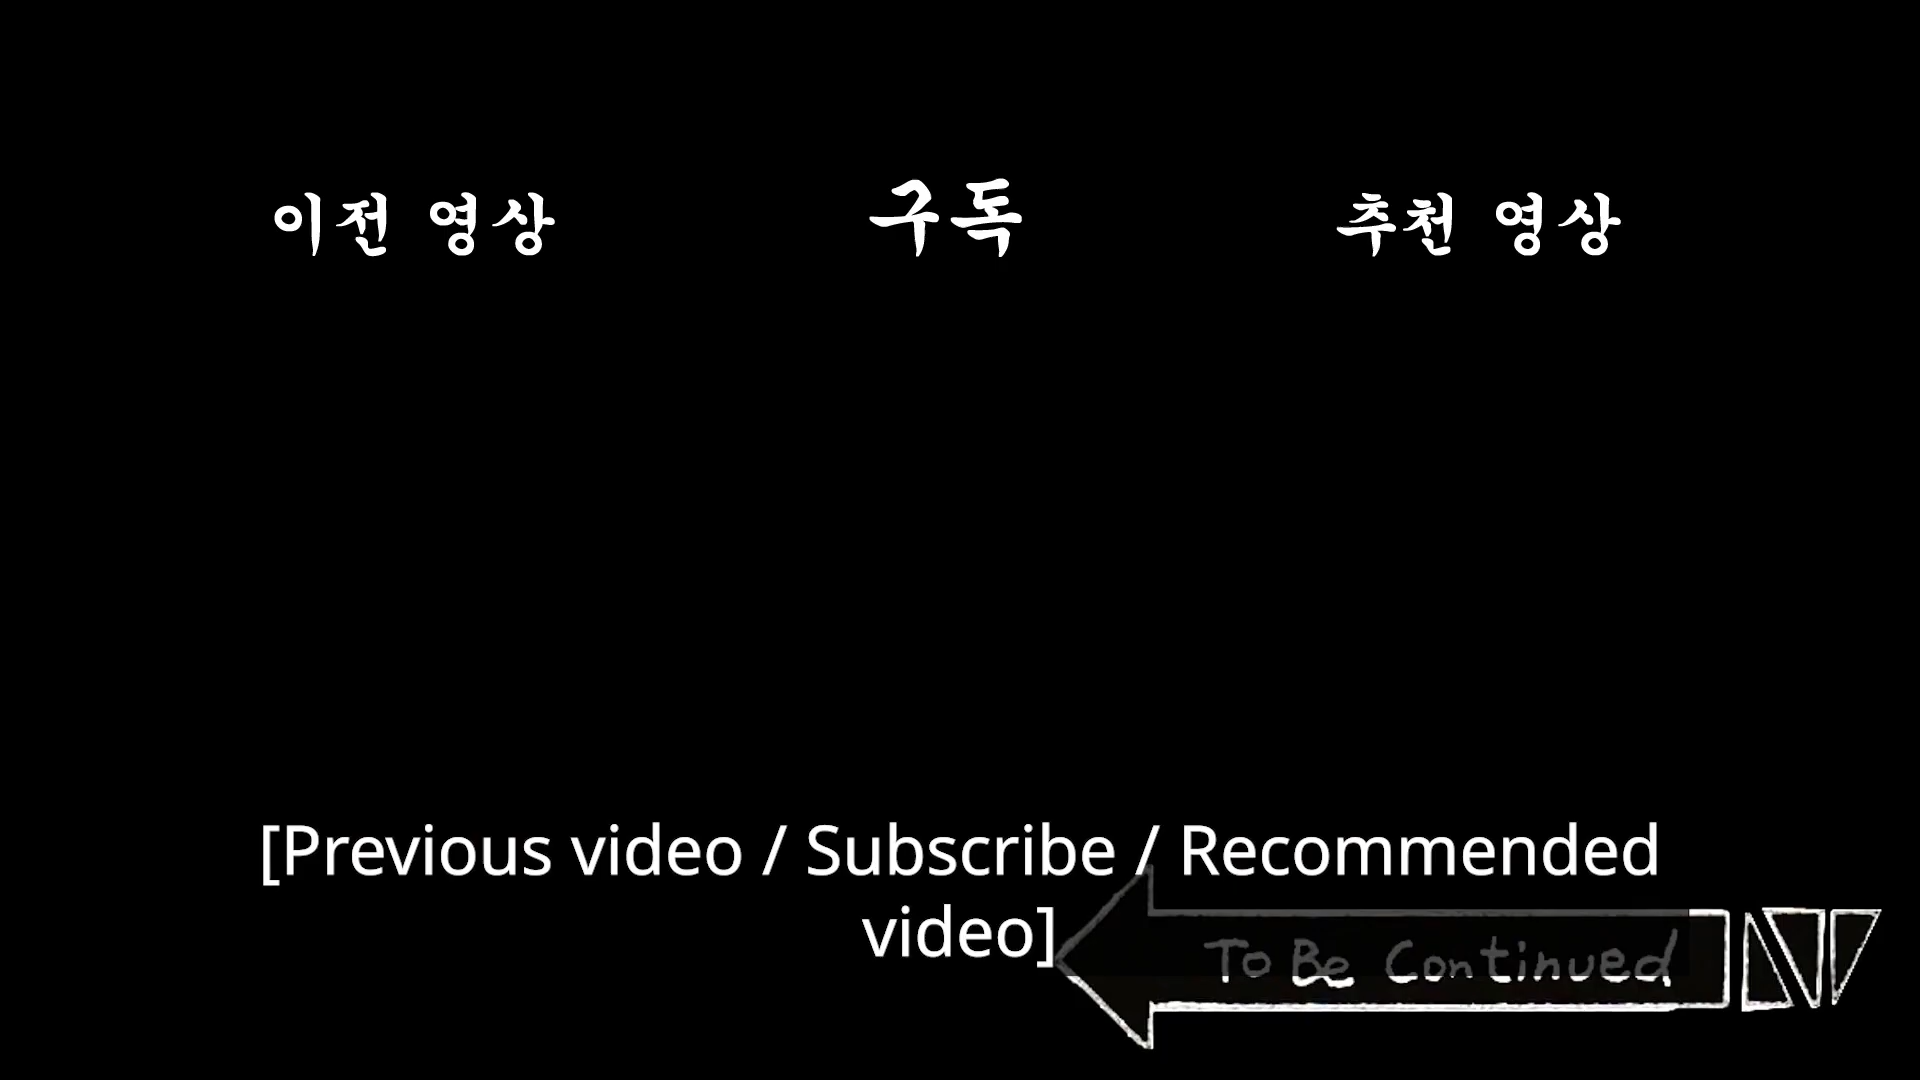 이전 영상 구독 추천 영상
[Previous video / Subscribe / Recommended
video]
To Be Continued